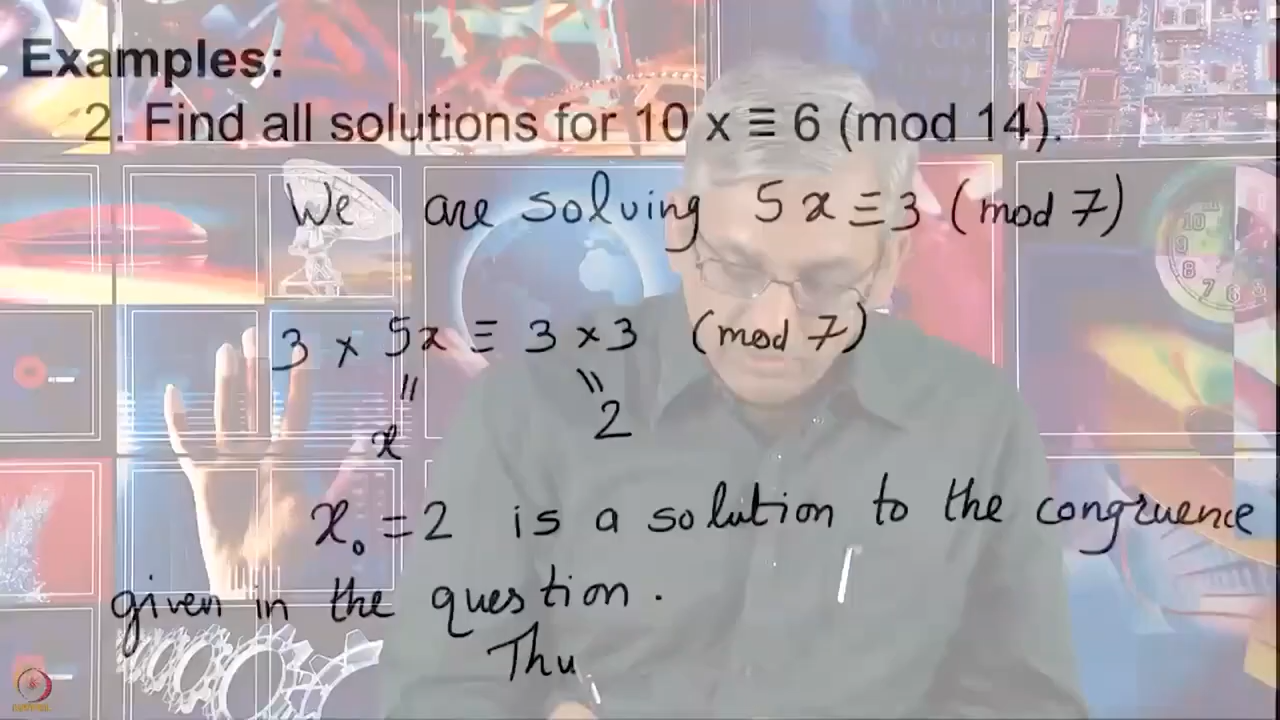 Examples:
2. Find all solutions for 10 x ≡ 6 (mod 14).
We are solving 5x ≡ 3 (mod 7)
3 × 5x ≡ 3 × 3 (mod 7)
=
=
x
2
x₀ = 2 is a solution to the congruence
given in the question.
Thu